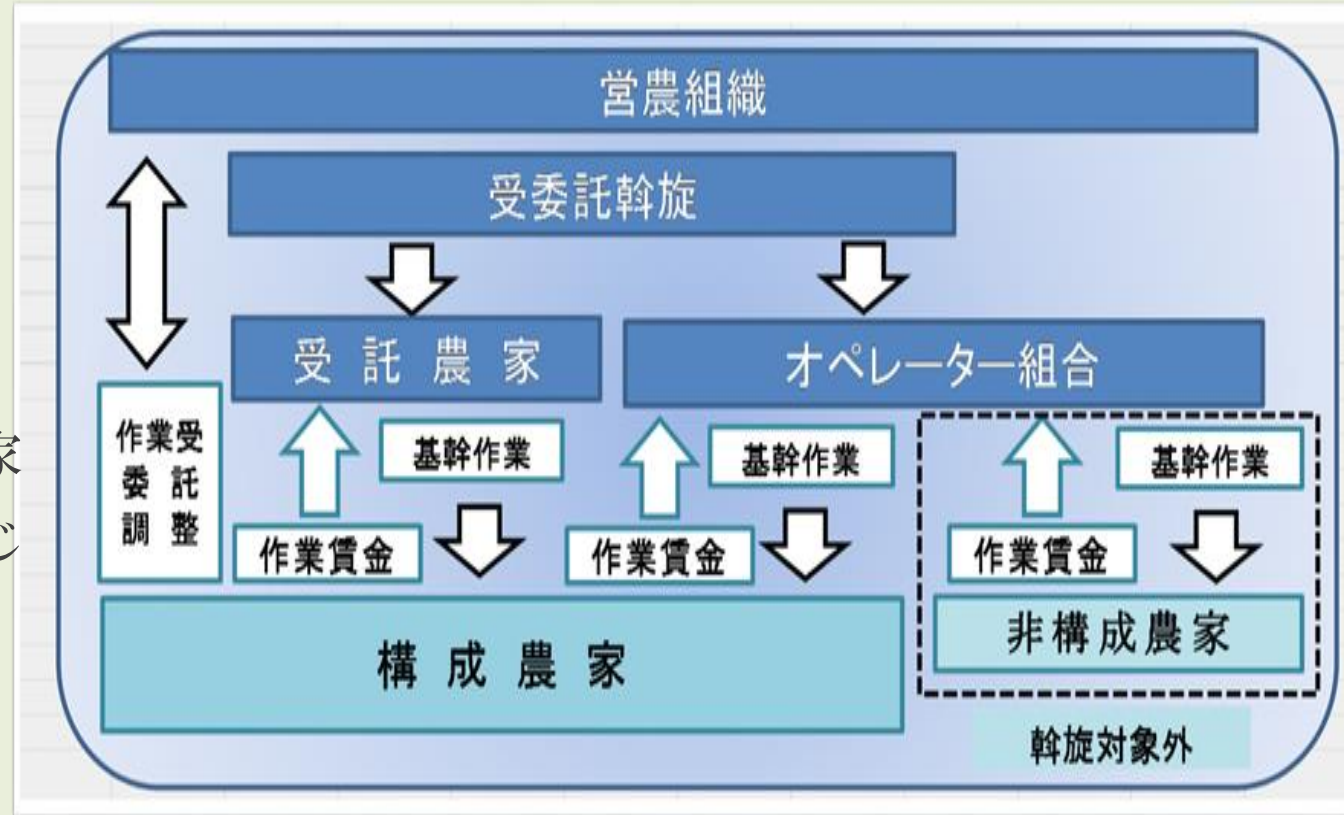 営農組織
受委託斡旋
受託農家
オペレーター組合
作業受
委託
調整
基幹作業
作業賃金
基幹作業
作業賃金
基幹作業
作業賃金
構成農家
非構成農家
斡旋対象外
家
じ